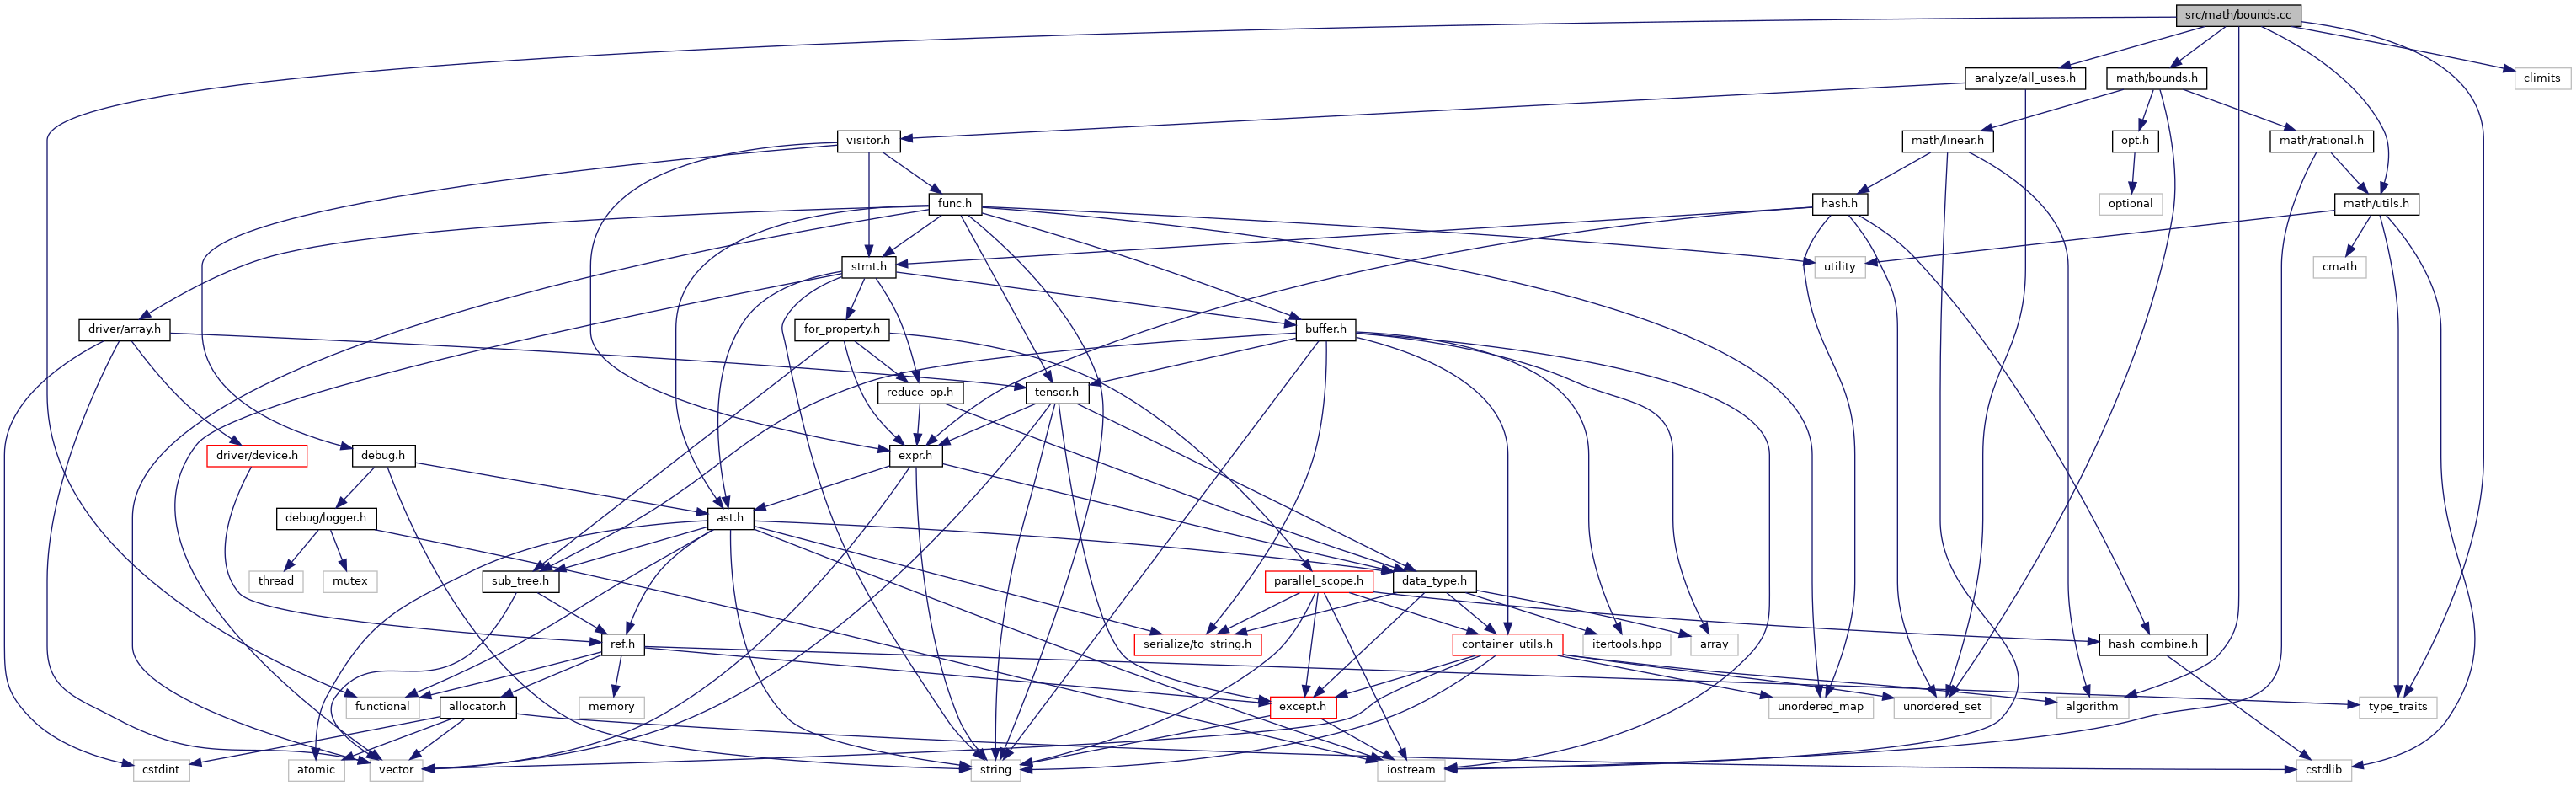 src/math/bounds.cc
analyze/all_uses.h
math/bounds.h
climits
visitor.h
math/linear.h
opt.h
math/rational.h
func.h
hash.h
optional
math/utils.h
stmt.h
utility
cmath
driver/array.h
for_property.h
buffer.h
reduce_op.h
tensor.h
driver/device.h
debug.h
expr.h
debug/logger.h
ast.h
thread
mutex
sub_tree.h
parallel_scope.h
data_type.h
ref.h
serialize/to_string.h
container_utils.h
itertools.hpp
array
hash_combine.h
functional
allocator.h
memory
except.h
unordered_map
unordered_set
algorithm
type_traits
cstdint
atomic
vector
string
iostream
cstdlib